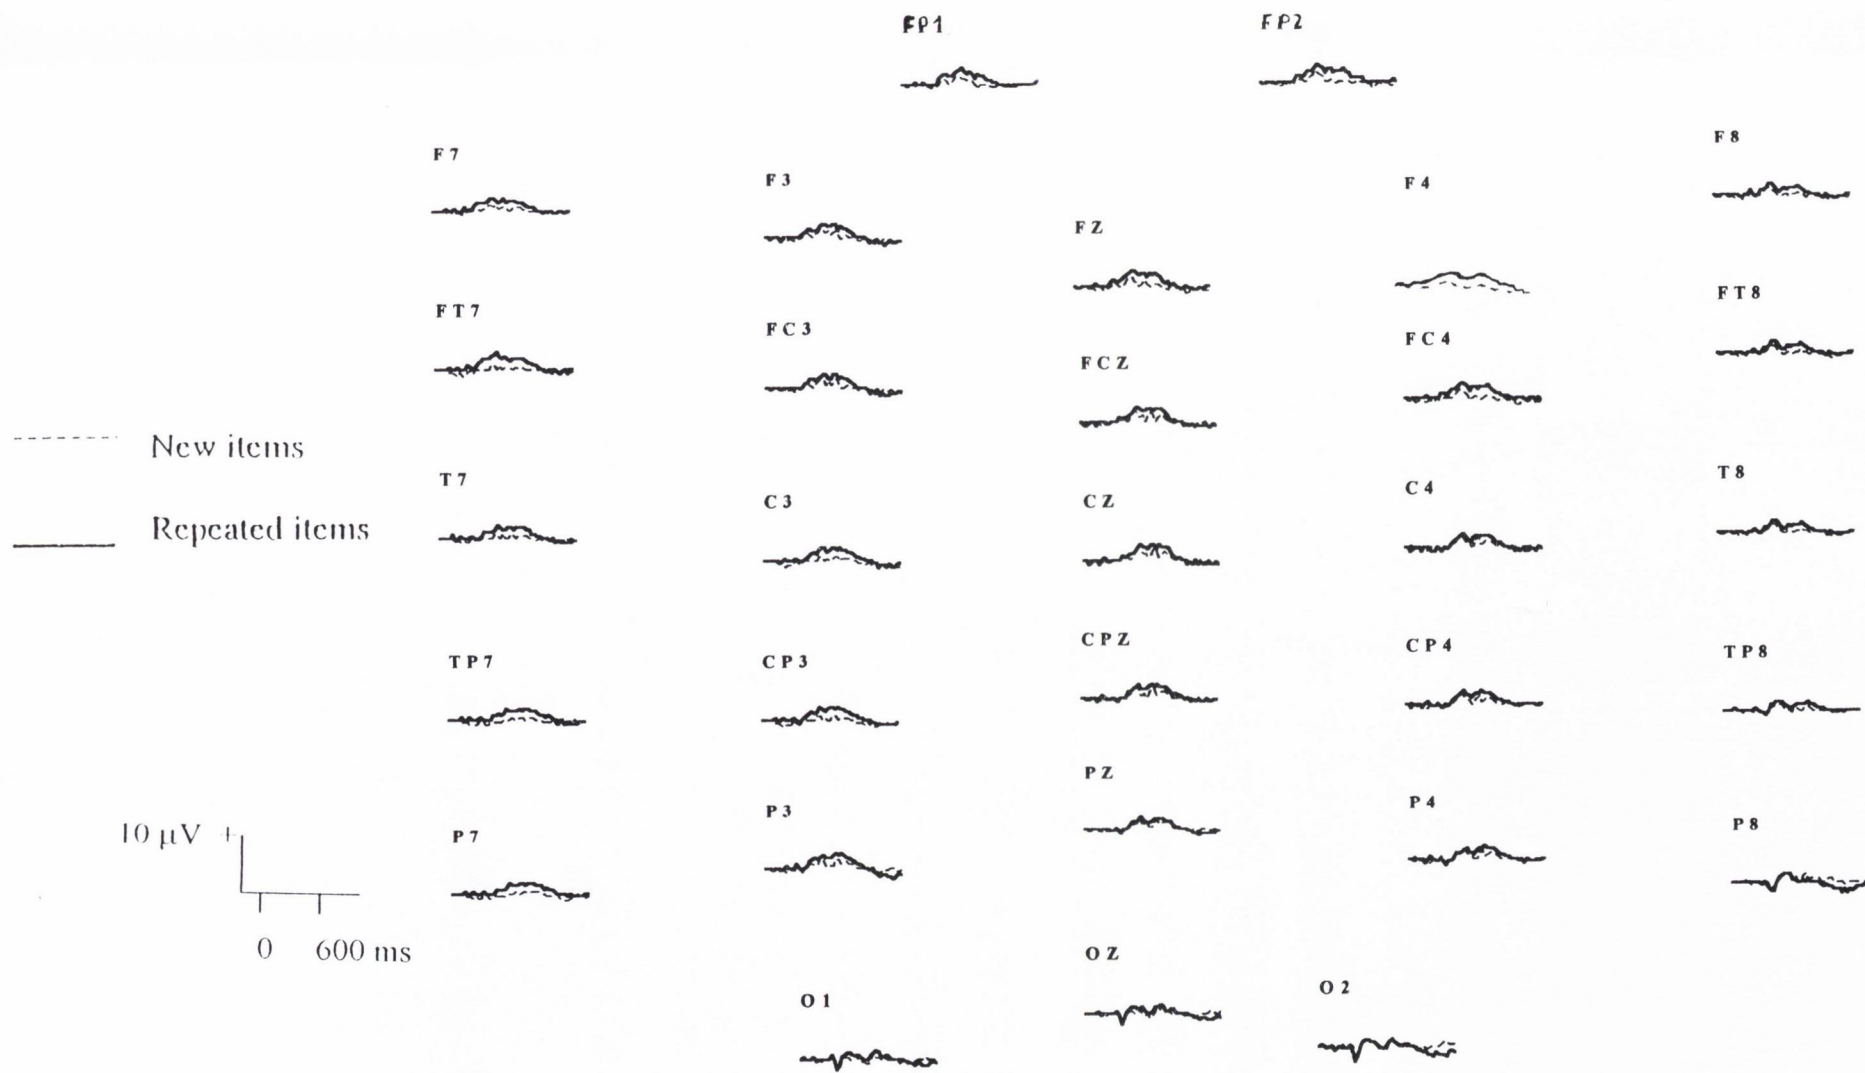 FP1
FP2
F7
F3
FZ
F4
F8
FT7
FC3
FCZ
FC4
FT8
New items
Repeated items
T7
C3
CZ
C4
T8
TP7
CP3
CPZ
CP4
TP8
10 μV +
P7
P3
PZ
P4
P8
0 600 ms
O1
OZ
O2